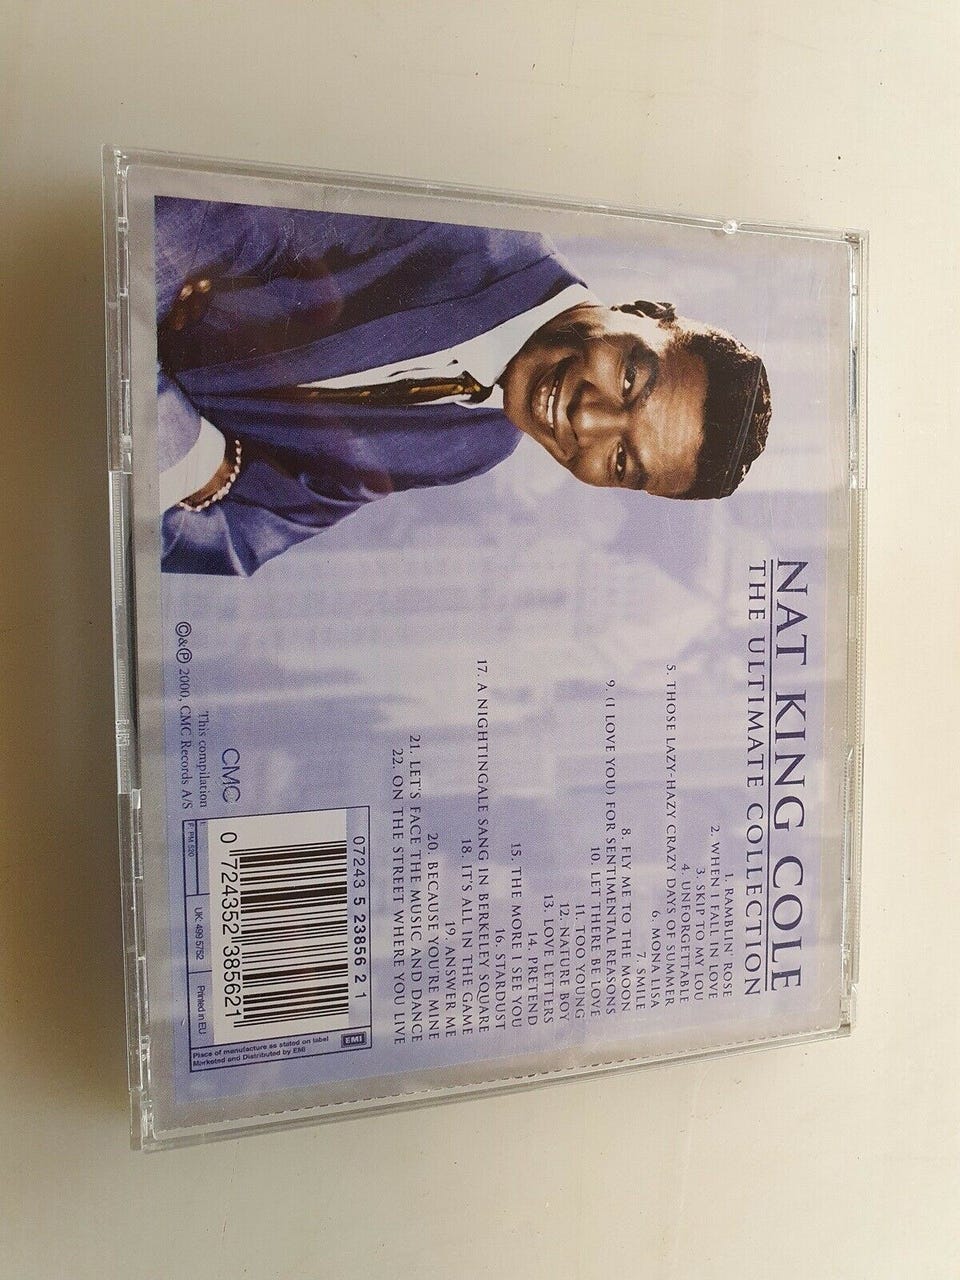 NAT KING COLE
THE ULTIMATE COLLECTION
1. RAMBLIN' ROSE
2. WHEN I FALL IN LOVE
3. SKIP TO MY LOU
4. UNFORGETTABLE
5. THOSE LAZY-HAZY CRAZY DAYS OF SUMMER
6. MONA LISA
7. SMILE
8. FLY ME TO THE MOON
9. (I LOVE YOU) FOR SENTIMENTAL REASONS
10. LET THERE BE LOVE
11. TOO YOUNG
12. NATURE BOY
13. LOVE LETTERS
14. PRETEND
15. THE MORE I SEE YOU
16. STARDUST
17. A NIGHTINGALE SANG IN BERKELEY SQUARE
18. IT'S ALL IN THE GAME
19. ANSWER ME
20. BECAUSE YOU'RE MINE
21. LET'S FACE THE MUSIC AND DANCE
22. ON THE STREET WHERE YOU LIVE
07243 5 23856 2 1
0 724352 385621
CMC
This compilation
©&℗ 2000, CMC Records A/S
F: PM 520
UK: 499 5752
Printed in EU
EMI
Place of manufacture as stated on label
Marketed and Distributed by EMI